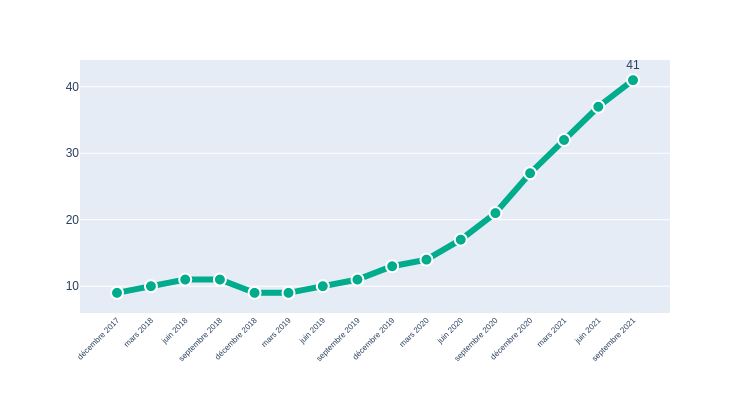 41
40
30
20
10
décembre 2017
mars 2018
juin 2018
septembre 2018
décembre 2018
mars 2019
juin 2019
septembre 2019
décembre 2019
mars 2020
juin 2020
septembre 2020
décembre 2020
mars 2021
juin 2021
septembre 2021